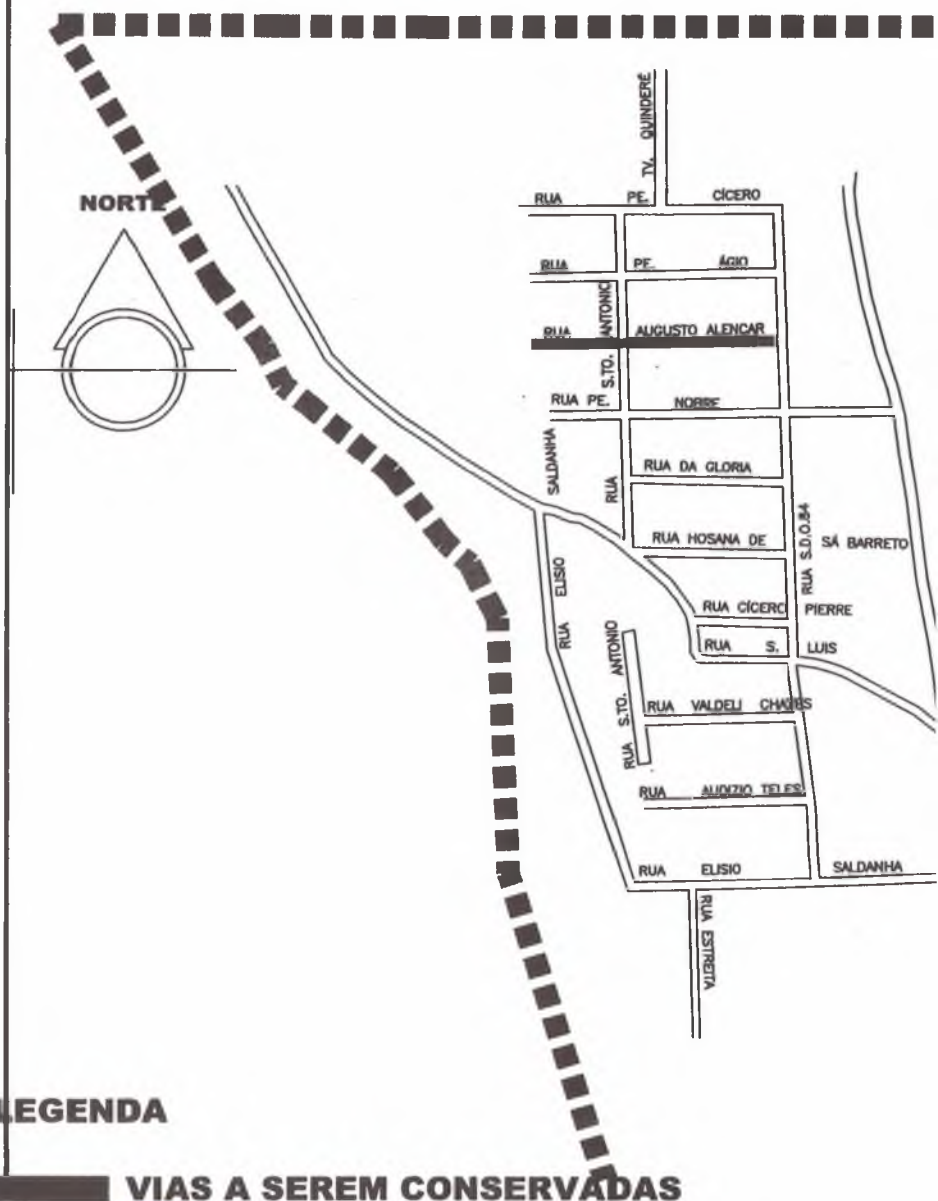 TV. QUINDERÉ
NORTE
RUA PE. CÍCERO
RUA PE. ÁGIO
RUA AUGUSTO ALENCAR
RUA S.TO. ANTONIO
RUA PE. NOBRE
RUA DA GLORIA
RUA HOSANA DE SÁ BARRETO
RUA S.D.O.84
RUA CÍCERO PIERRE
RUA S. LUIS
RUA ELISIO SALDANHA
RUA S.TO. ANTONIO
RUA VALDELI CHAVES
RUA AUDIZIO TELES
RUA ELISIO SALDANHA
RUA ESTREITA
LEGENDA
VIAS A SEREM CONSERVADAS